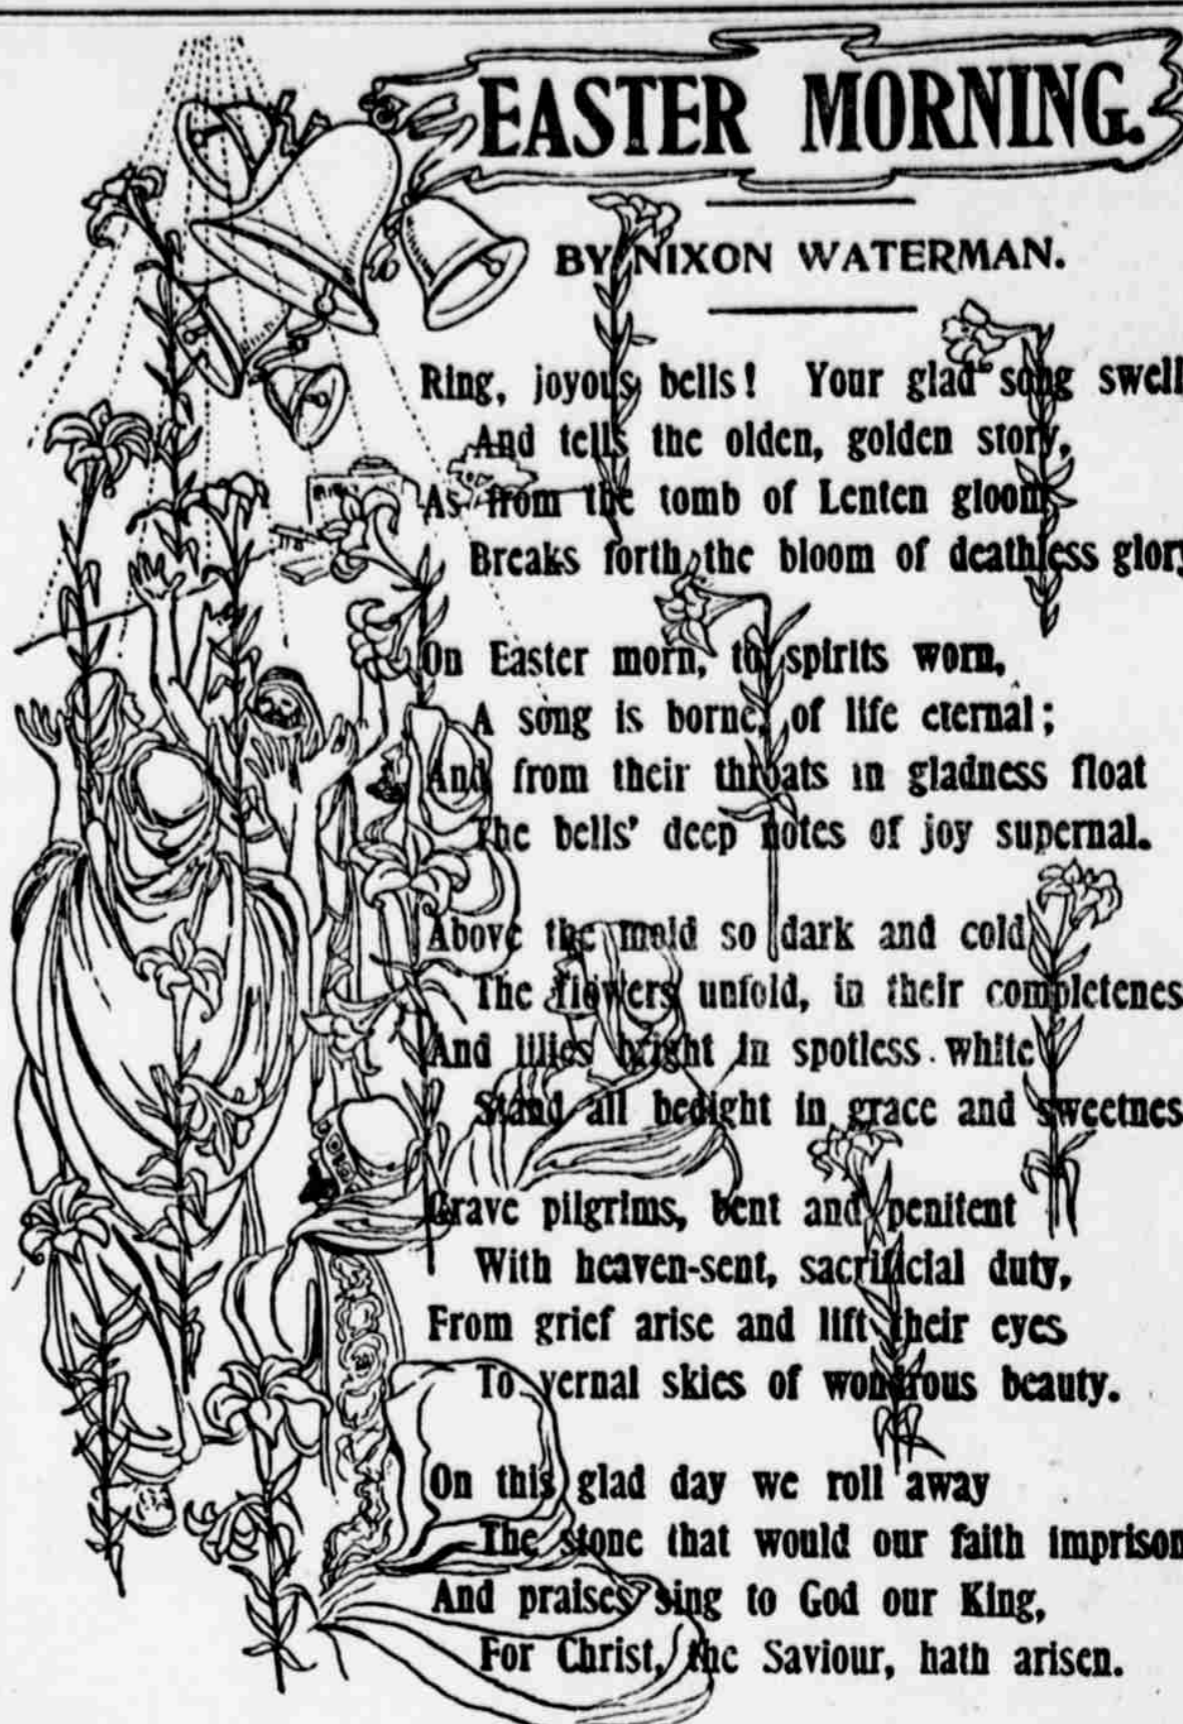 EASTER MORNING.
BY NIXON WATERMAN.
Ring, joyous bells! Your glad song swell
And tells the olden, golden story,
As from the tomb of Lenten gloom
Breaks forth the bloom of deathless glory
On Easter morn, to spirits worn,
A song is borne, of life eternal;
And from their throats in gladness float
The bells' deep notes of joy supernal.
Above the mold so dark and cold
The flowers unfold, in their completenes
And lilies bright in spotless white
Stand all bedight in grace and sweetnes
Grave pilgrims, bent and penitent
With heaven-sent, sacrificial duty,
From grief arise and lift their eyes
To vernal skies of wondrous beauty.
On this glad day we roll away
The stone that would our faith imprison
And praises sing to God our King,
For Christ, the Saviour, hath arisen.